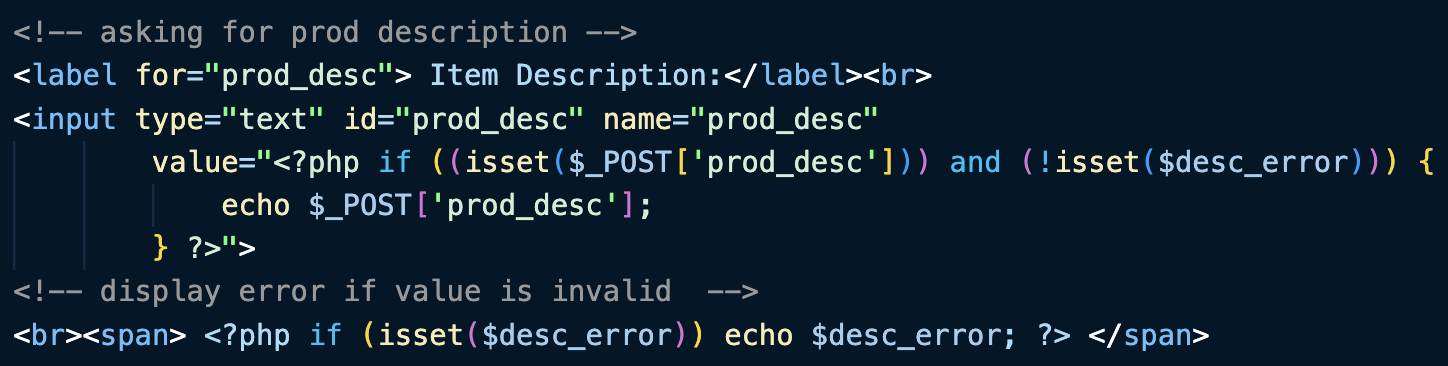 <!-- asking for prod description -->
<label for="prod_desc"> Item Description:</label><br>
<input type="text" id="prod_desc" name="prod_desc"
value="<?php if ((isset($_POST['prod_desc'])) and (!isset($desc_error))) {
echo $_POST['prod_desc'];
} ?>">
<!-- display error if value is invalid  -->
<br><span> <?php if (isset($desc_error)) echo $desc_error; ?> </span>